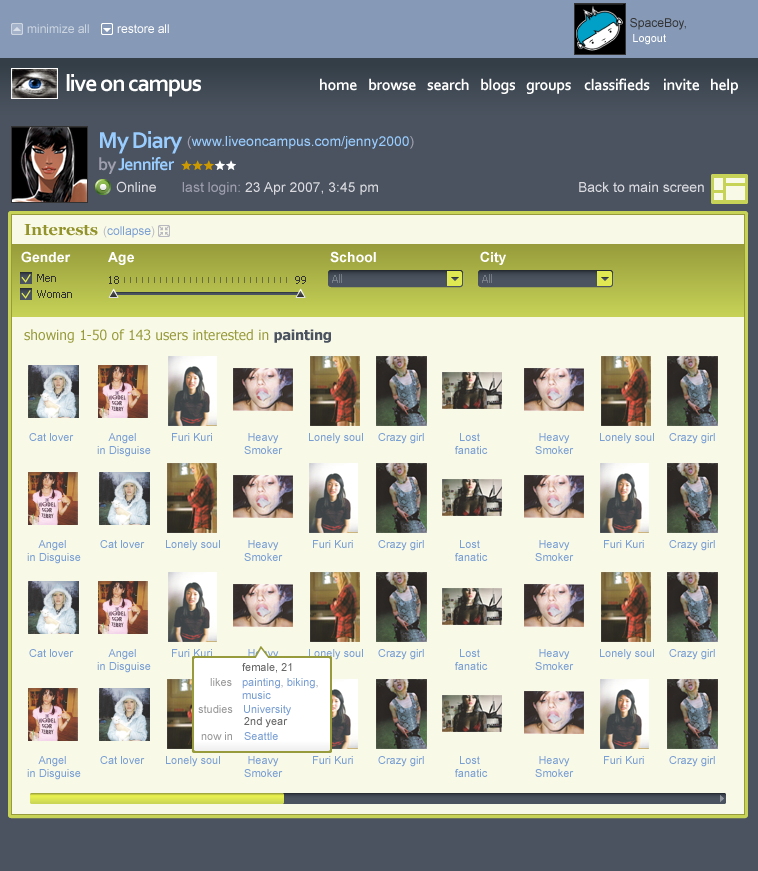 minimize all restore all SpaceBoy,
Logout
live on campus home browse search blogs groups classifieds invite help
My Diary (www.liveoncampus.com/jenny2000)
by Jennifer
Online last login: 23 Apr 2007, 3:45 pm Back to main screen
Interests (collapse)
Gender Age School City
Men 18 99 All All
Woman
showing 1-50 of 143 users interested in painting
Cat lover Angel Furi Kuri Heavy Lonely soul Crazy girl Lost Heavy Lonely soul Crazy girl
in Disguise Smoker fanatic Smoker
Angel Cat lover Lonely soul Heavy Furi Kuri Crazy girl Lost Heavy Furi Kuri Crazy girl
in Disguise Smoker fanatic Smoker
Cat lover Angel Furi Kuri Heavy Lonely soul Crazy girl Lost Heavy Lonely soul Crazy girl
in Disguise fanatic Smoker
female, 21
likes painting, biking,
music
studies University
2nd year
now in Seattle
Angel Cat lover Lonely soul Heavy Furi Kuri Crazy girl Lost Heavy Furi Kuri Crazy girl
in Disguise Smoker fanatic Smoker